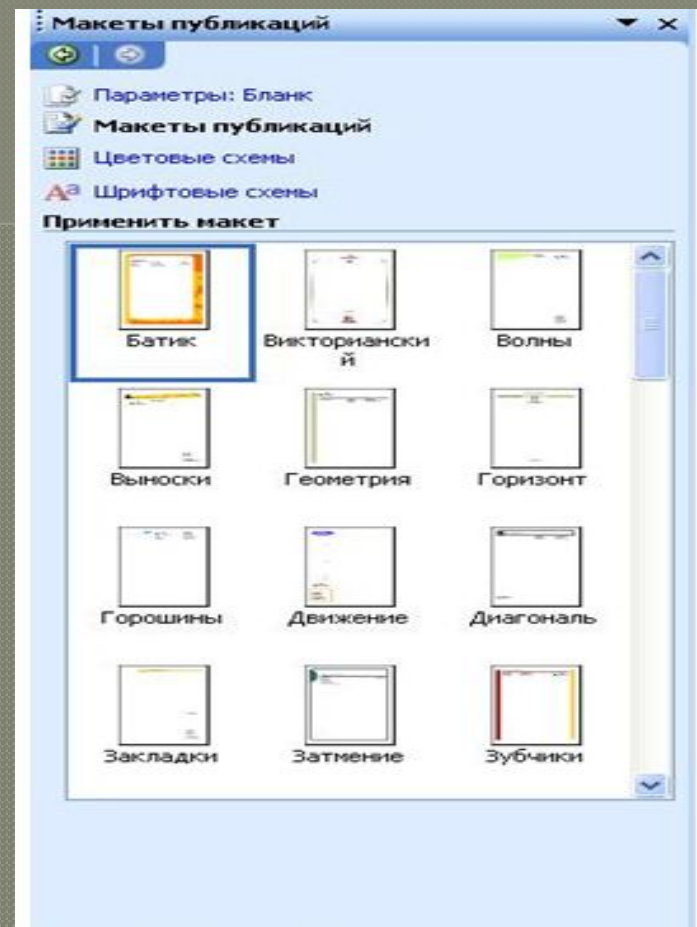 Макеты публикаций
Параметры: Бланк
Макеты публикаций
Цветовые схемы
Aa Шрифтовые схемы
Применить макет
Батик Викториански Волны
й
Выноски Геометрия Горизонт
Горошины Движение Диагональ
Закладки Затмение Зубчики